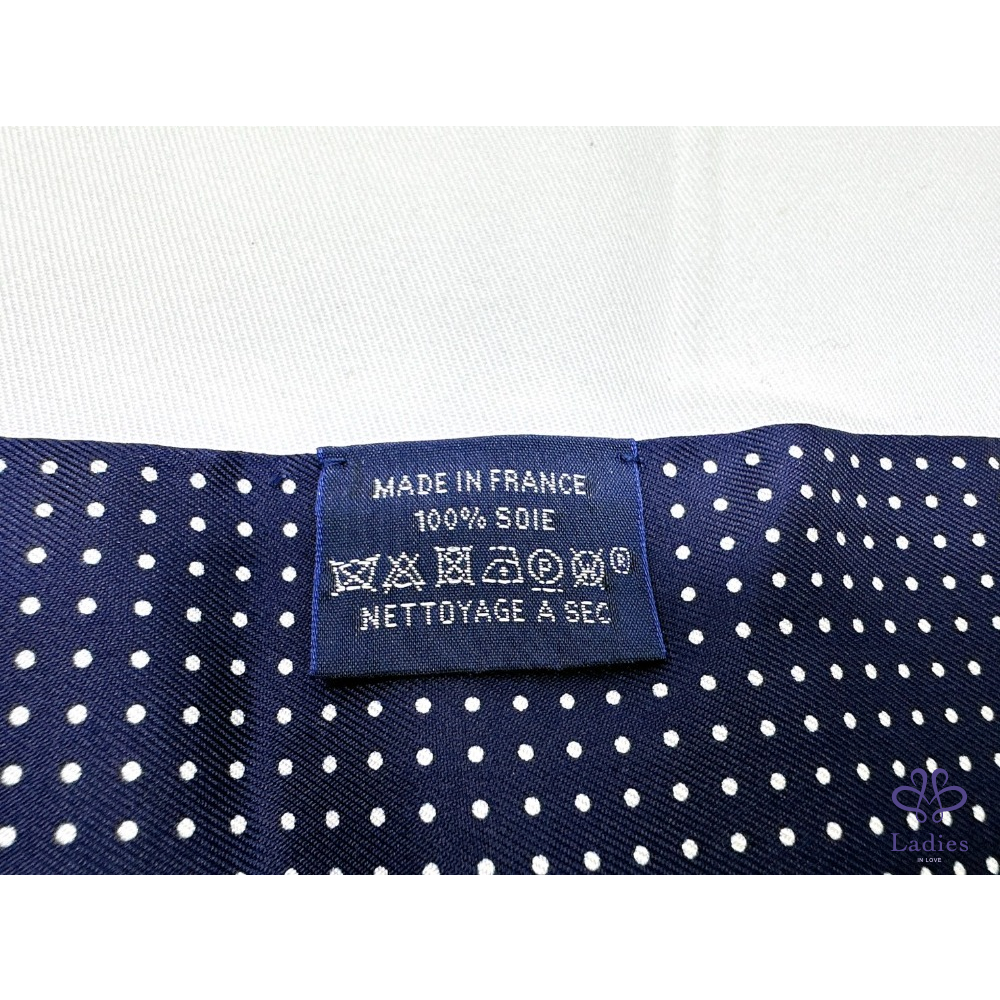 MADE IN FRANCE
100% SOIE
P W ®
NETTOYAGE A SEC
Ladies
IN LOVE